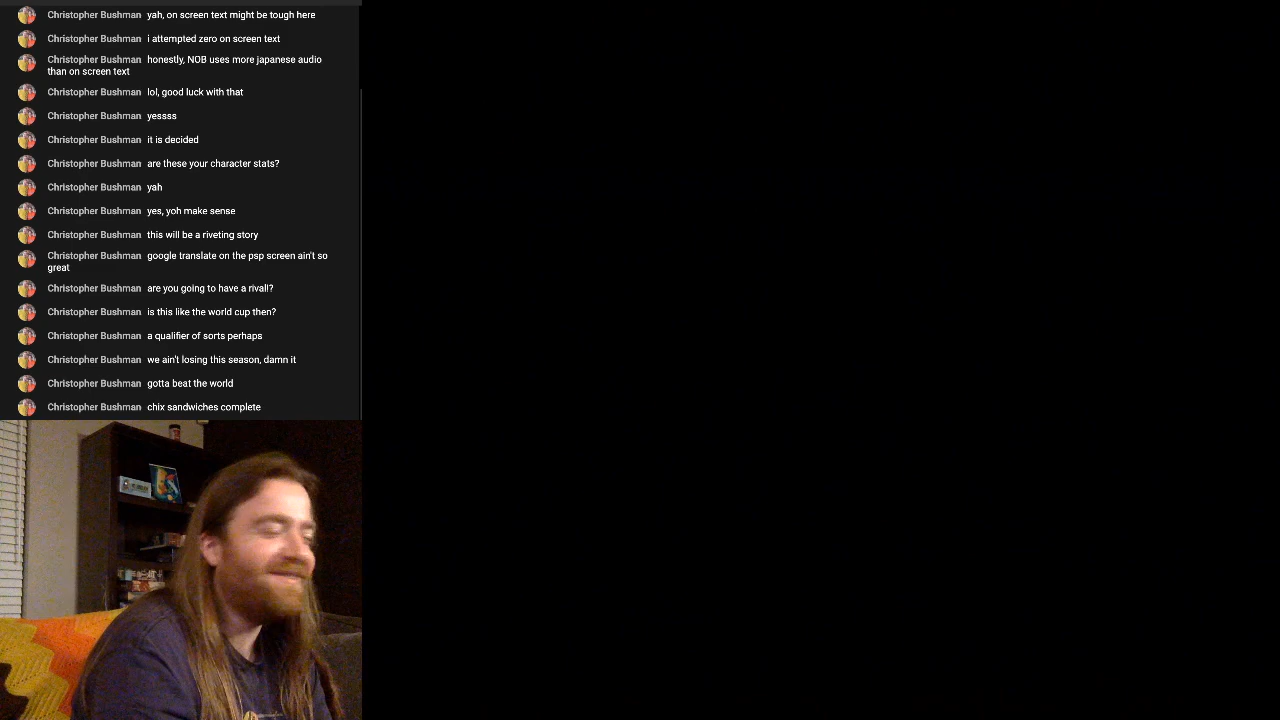 Christopher Bushman yah, on screen text might be tough here
Christopher Bushman i attempted zero on screen text
Christopher Bushman honestly, NOB uses more japanese audio
than on screen text
Christopher Bushman lol, good luck with that
Christopher Bushman yessss
Christopher Bushman it is decided
Christopher Bushman are these your character stats?
Christopher Bushman yah
Christopher Bushman yes, yoh make sense
Christopher Bushman this will be a riveting story
Christopher Bushman google translate on the psp screen ain't so
great
Christopher Bushman are you going to have a rival!?
Christopher Bushman is this like the world cup then?
Christopher Bushman a qualifier of sorts perhaps
Christopher Bushman we ain't losing this season, damn it
Christopher Bushman gotta beat the world
Christopher Bushman chix sandwiches complete